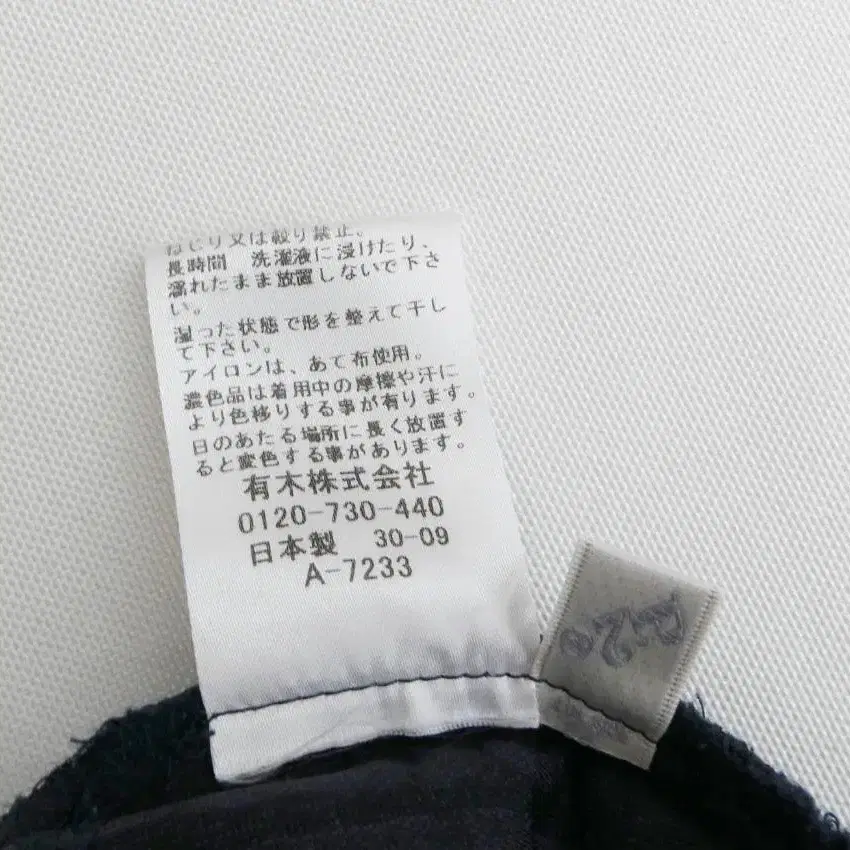 ねじり又は絞り禁止。
長時間 洗濯液に浸けたり、
濡れたまま放置しないで下さ
い。
湿った状態で形を整えて干し
て下さい。
アイロンは、あて布使用。
濃色品は着用中の摩擦や汗に
より色移りする事が有ります。
日のあたる場所に長く放置す
ると変色する事があります。
有木株式会社
0120-730-440
日本製 30-09
A-7233